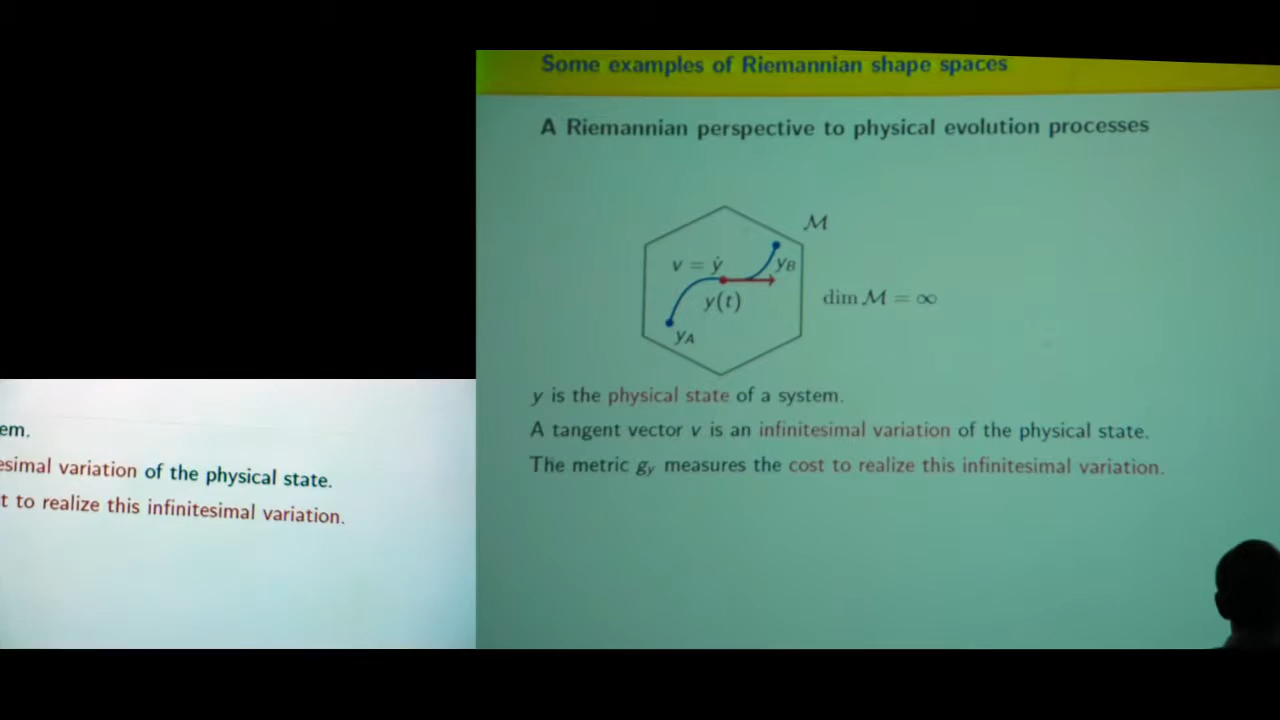 Some examples of Riemannian shape spaces
A Riemannian perspective to physical evolution processes
M
v = ẏ
y_B
y(t)
dim M = ∞
y_A
y is the physical state of a system.
A tangent vector v is an infinitesimal variation of the physical state.
The metric g_y measures the cost to realize this infinitesimal variation.
em.
esimal variation of the physical state.
t to realize this infinitesimal variation.